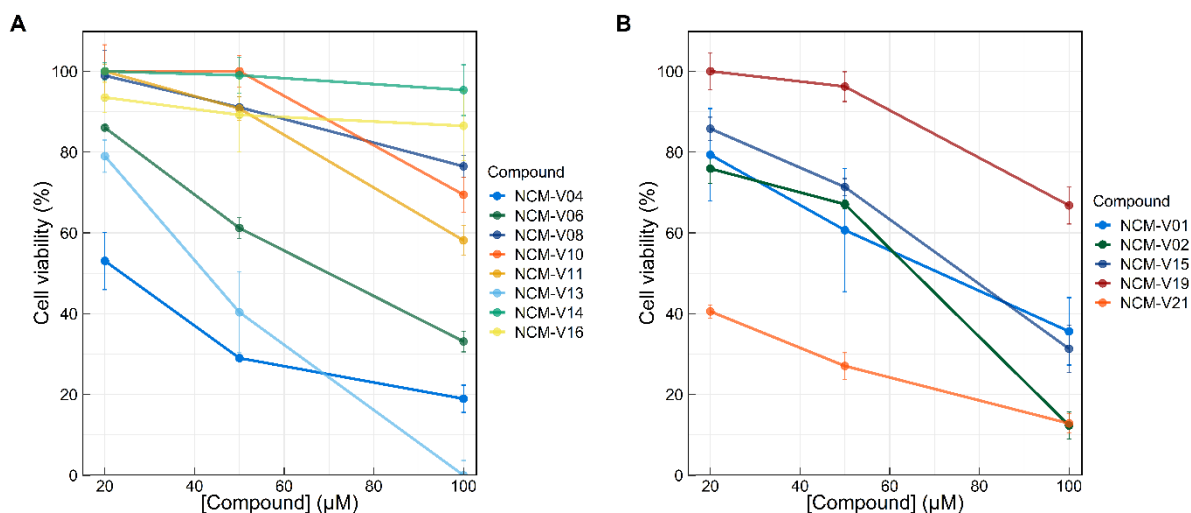 A
Cell viability (%)
100
80
60
40
20
0
20
40
60
80
100
[Compound] (µM)
Compound
NCM-V04
NCM-V06
NCM-V08
NCM-V10
NCM-V11
NCM-V13
NCM-V14
NCM-V16
B
Cell viability (%)
100
80
60
40
20
0
20
40
60
80
100
[Compound] (µM)
Compound
NCM-V01
NCM-V02
NCM-V15
NCM-V19
NCM-V21